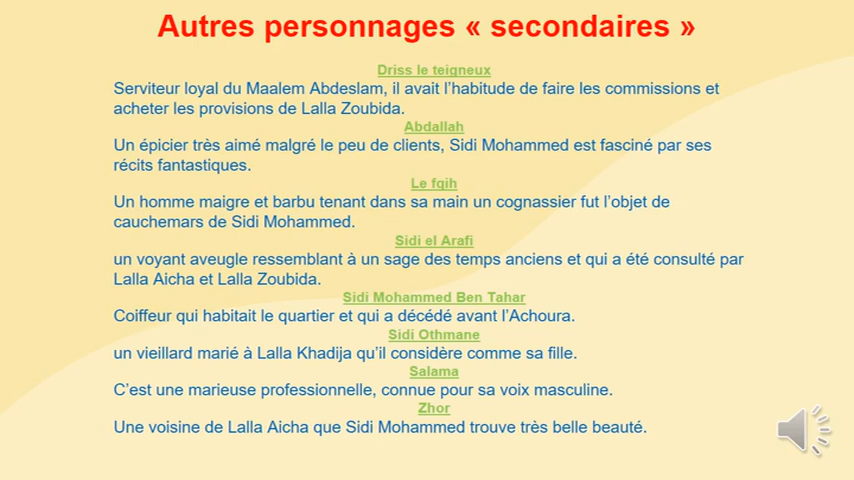 Autres personnages « secondaires »
Driss le teigneux
Serviteur loyal du Maalem Abdeslam, il avait l'habitude de faire les commissions et
acheter les provisions de Lalla Zoubida.
Abdallah
Un épicier très aimé malgré le peu de clients, Sidi Mohammed est fasciné par ses
récits fantastiques.
Le fqih
Un homme maigre et barbu tenant dans sa main un cognassier fut l'objet de
cauchemars de Sidi Mohammed.
Sidi el Arafi
un voyant aveugle ressemblant à un sage des temps anciens et qui a été consulté par
Lalla Aicha et Lalla Zoubida.
Sidi Mohammed Ben Tahar
Coiffeur qui habitait le quartier et qui a décédé avant l'Achoura.
Sidi Othmane
un vieillard marié à Lalla Khadija qu'il considère comme sa fille.
Salama
C'est une marieuse professionnelle, connue pour sa voix masculine.
Zhor
Une voisine de Lalla Aicha que Sidi Mohammed trouve très belle beauté.